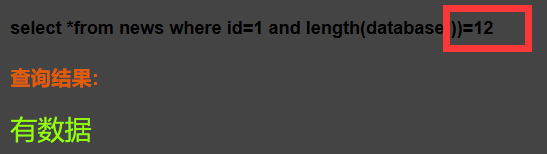 select *from news where id=1 and length(database())=12
查询结果:
有数据